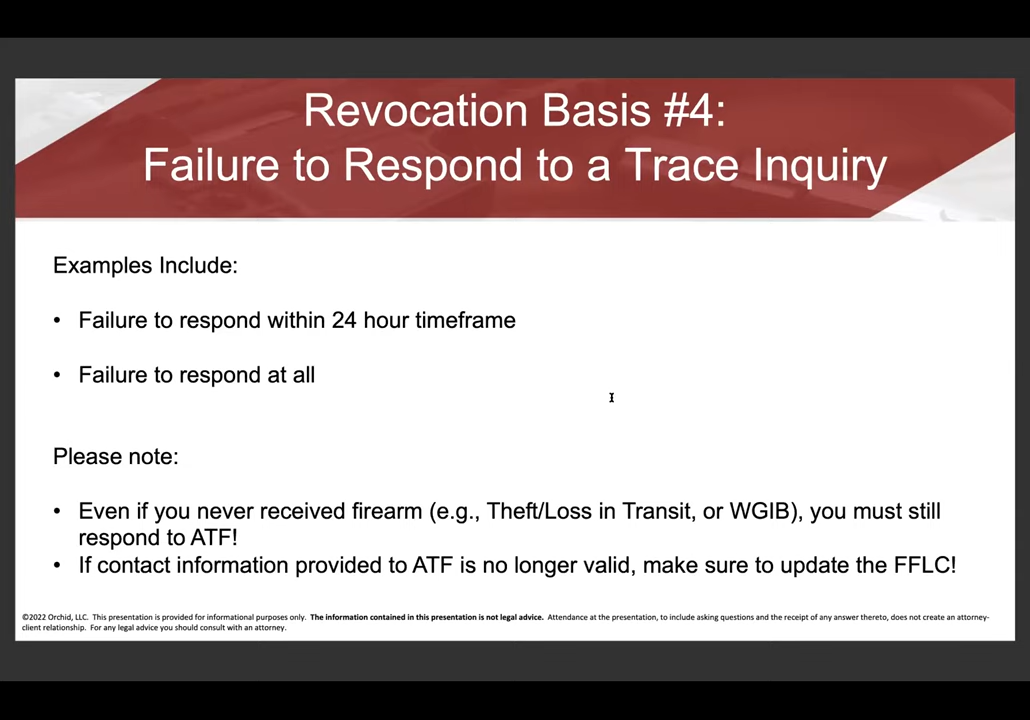 Revocation Basis #4:
Failure to Respond to a Trace Inquiry
Examples Include:
• Failure to respond within 24 hour timeframe
• Failure to respond at all
Please note:
• Even if you never received firearm (e.g., Theft/Loss in Transit, or WGIB), you must still
respond to ATF!
• If contact information provided to ATF is no longer valid, make sure to update the FFLC!
©2022 Orchid, LLC. This presentation is provided for informational purposes only. The information contained in this presentation is not legal advice. Attendance at the presentation, to include asking questions and the receipt of any answer thereto, does not create an attorney-
client relationship. For any legal advice you should consult with an attorney.